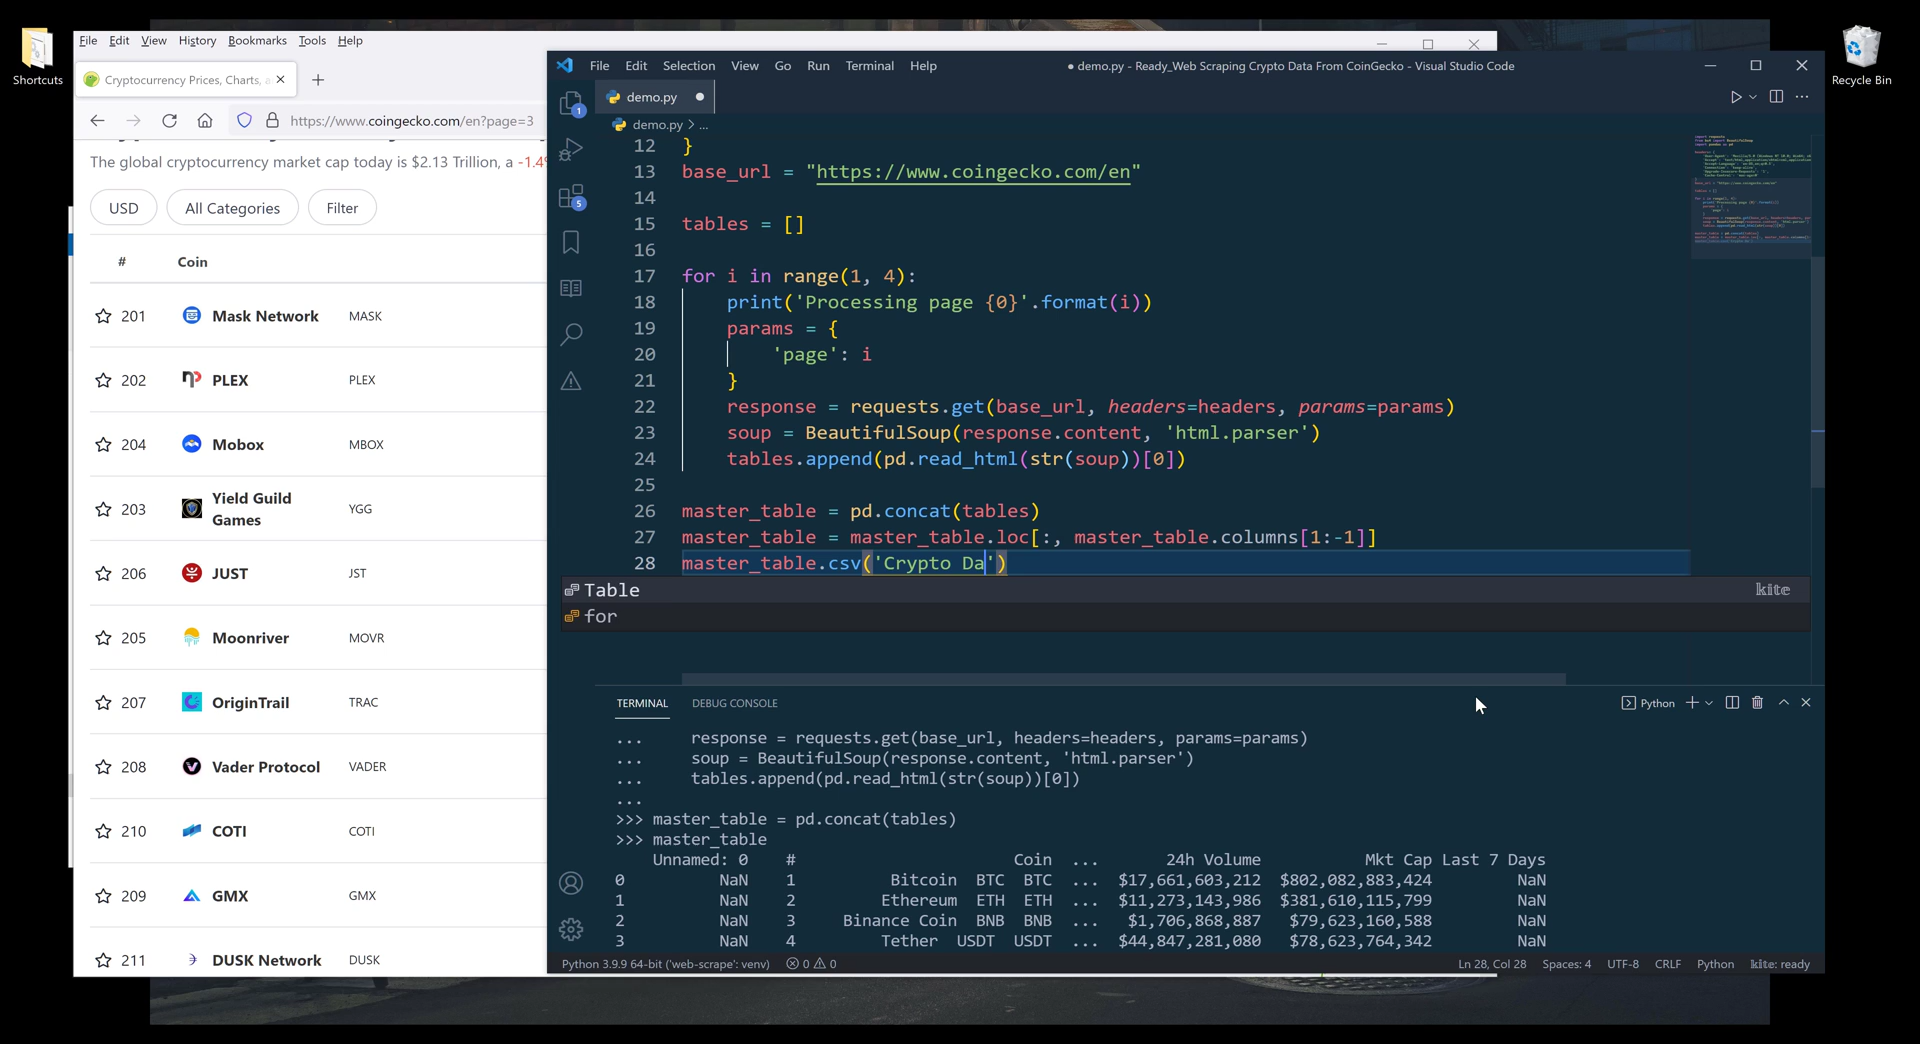 Shortcuts
Recycle Bin
File Edit View History Bookmarks Tools Help
Cryptocurrency Prices, Charts, a
https://www.coingecko.com/en?page=3
The global cryptocurrency market cap today is $2.13 Trillion, a -1.4%
USD All Categories Filter
# Coin
201 Mask Network MASK
202 PLEX PLEX
204 Mobox MBOX
203 Yield Guild Games YGG
206 JUST JST
205 Moonriver MOVR
207 OriginTrail TRAC
208 Vader Protocol VADER
210 COTI COTI
209 GMX GMX
211 DUSK Network DUSK
File Edit Selection View Go Run Terminal Help
● demo.py - Ready_Web Scraping Crypto Data From CoinGecko - Visual Studio Code
demo.py ●
demo.py > ...
1
5
12 }
13 base_url = "https://www.coingecko.com/en"
14
15 tables = []
16
17 for i in range(1, 4):
18     print('Processing page {0}'.format(i))
19     params = {
20         'page': i
21     }
22     response = requests.get(base_url, headers=headers, params=params)
23     soup = BeautifulSoup(response.content, 'html.parser')
24     tables.append(pd.read_html(str(soup))[0])
25
26 master_table = pd.concat(tables)
27 master_table = master_table.loc[:, master_table.columns[1:-1]]
28 master_table.csv('Crypto Da')
Table kite
for
TERMINAL DEBUG CONSOLE
Python
...     response = requests.get(base_url, headers=headers, params=params)
...     soup = BeautifulSoup(response.content, 'html.parser')
...     tables.append(pd.read_html(str(soup))[0])
...
>>> master_table = pd.concat(tables)
>>> master_table
Unnamed: 0 # Coin ... 24h Volume Mkt Cap Last 7 Days
0 NaN 1 Bitcoin BTC BTC ... $17,661,603,212 $802,082,883,424 NaN
1 NaN 2 Ethereum ETH ETH ... $11,273,143,986 $381,610,115,799 NaN
2 NaN 3 Binance Coin BNB BNB ... $1,706,868,887 $79,623,160,588 NaN
3 NaN 4 Tether USDT USDT ... $44,847,281,080 $78,623,764,342 NaN
Python 3.9.9 64-bit ('web-scrape': venv) 0 0
Ln 28, Col 28 Spaces: 4 UTF-8 CRLF Python kite: ready